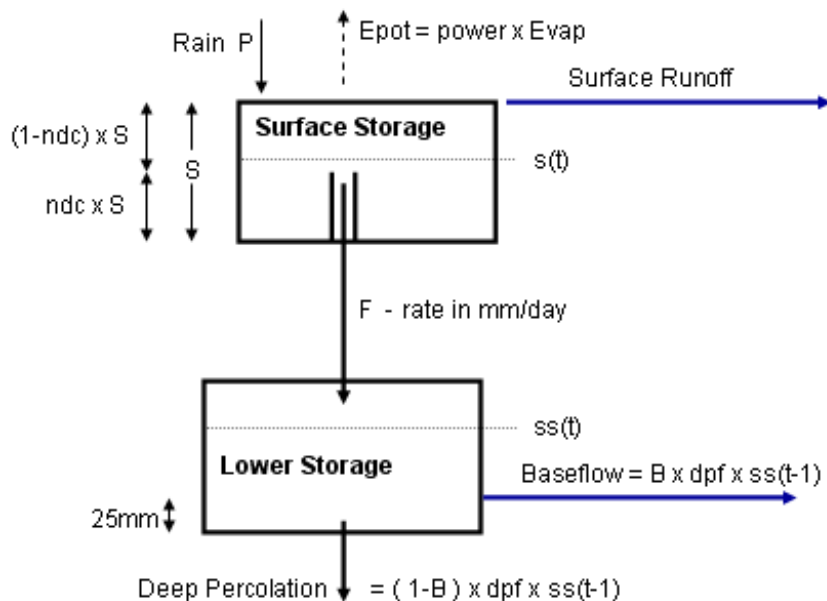 Epot = power x Evap
Rain P
Surface Runoff
(1-ndc) x S
Surface Storage
S
s(t)
ndc x S
F - rate in mm/day
ss(t)
Lower Storage
Baseflow = B x dpf x ss(t-1)
25mm
Deep Percolation = ( 1-B ) x dpf x ss(t-1)